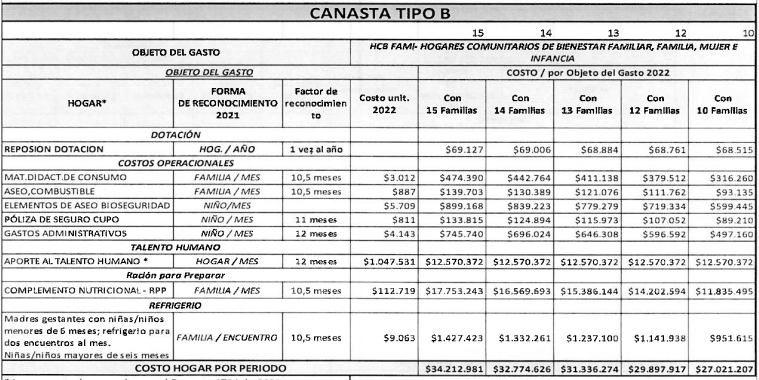 CANASTA TIPO B
15 14 13 12 10
OBJETO DEL GASTO HCB FAMI- HOGARES COMUNITARIOS DE BIENESTAR FAMILIAR, FAMILIA, MUJER E INFANCIA
OBJETO DEL GASTO COSTO / por Objeto del Gasto 2022
HOGAR* FORMA DE RECONOCIMIENTO 2021 Factor de reconocimiento Costo unit. 2022 Con 15 Familias Con 14 Familias Con 13 Familias Con 12 Familias Con 10 Familias
DOTACIÓN
REPOSION DOTACION HOG. / AÑO 1 vez al año $69.127 $69.006 $68.884 $68.761 $68.515
COSTOS OPERACIONALES
MAT.DIDACT.DE CONSUMO FAMILIA / MES 10,5 meses $3.012 $474.390 $442.764 $411.138 $379.512 $316.260
ASEO,COMBUSTIBLE FAMILIA / MES 10,5 meses $887 $139.703 $130.389 $121.076 $111.762 $93.135
ELEMENTOS DE ASEO BIOSEGURIDAD NIÑO/MES $5.709 $899.168 $839.223 $779.279 $719.334 $599.445
PÓLIZA DE SEGURO CUPO NIÑO / MES 11 meses $811 $133.815 $124.894 $115.973 $107.052 $89.210
GASTOS ADMINISTRATIVOS NIÑO / MES 12 meses $4.143 $745.740 $696.024 $646.308 $596.592 $497.160
TALENTO HUMANO
APORTE AL TALENTO HUMANO * HOGAR / MES 12 meses $1.047.531 $12.570.372 $12.570.372 $12.570.372 $12.570.372 $12.570.372
Ración para Preparar
COMPLEMENTO NUTRICIONAL - RPP FAMILIA / MES 10,5 meses $112.719 $17.753.243 $16.569.693 $15.386.144 $14.202.594 $11.835.495
REFRIGERIO
Madres gestantes con niñas/niños
menores de 6 meses; refrigerio para
dos encuentros al mes.
Niñas/niños mayores de seis meses
FAMILIA / ENCUENTRO 10,5 meses $9.063 $1.427.423 $1.332.261 $1.237.100 $1.141.938 $951.615
COSTO HOGAR POR PERIODO $34.212.981 $32.774.626 $31.336.274 $29.897.917 $27.021.207